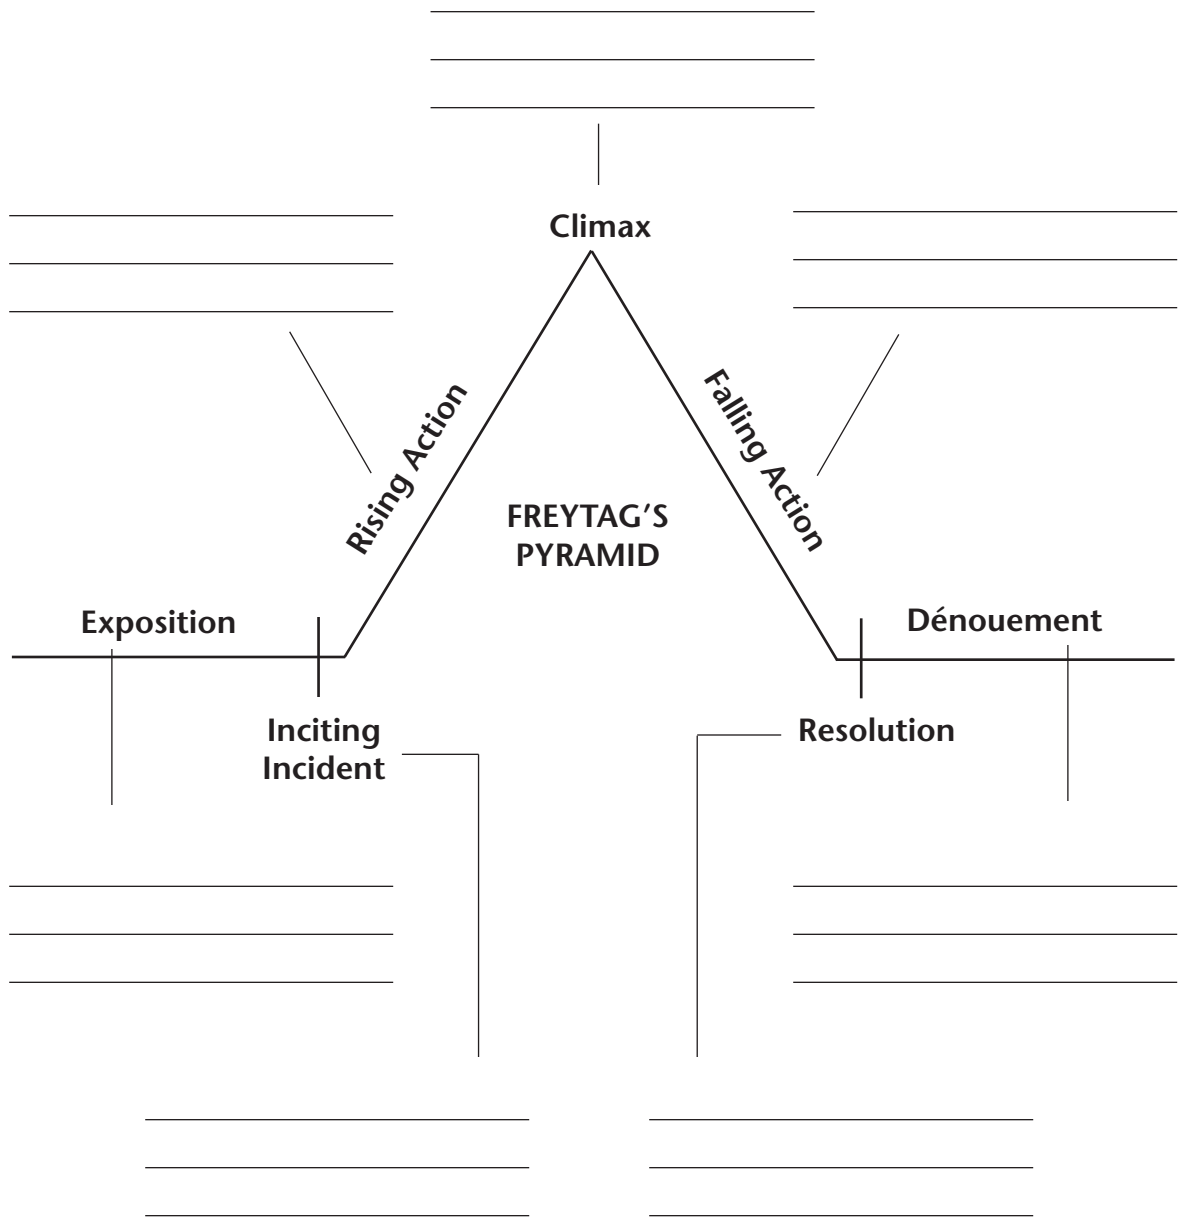 Climax
Rising Action
Falling Action
FREYTAG’S
PYRAMID
Exposition
Dénouement
Inciting
Incident
Resolution